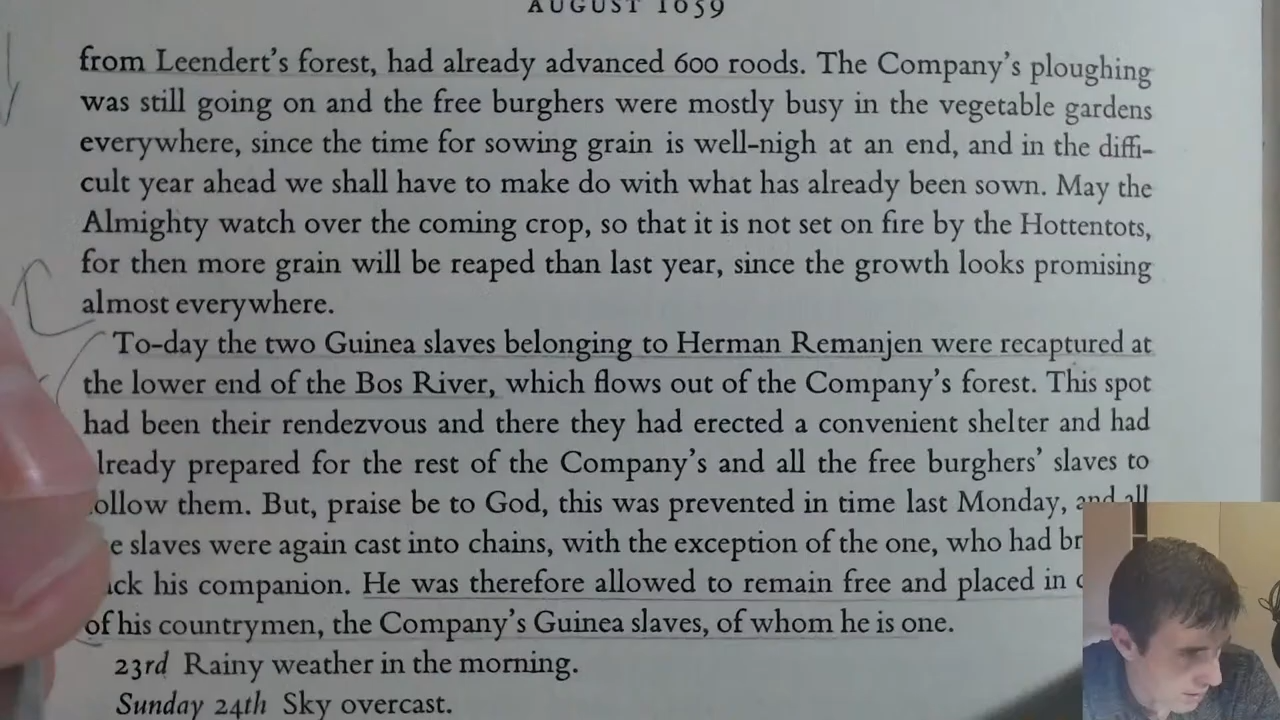 AUGUST 1659
from Leendert's forest, had already advanced 600 roods. The Company's ploughing
was still going on and the free burghers were mostly busy in the vegetable gardens
everywhere, since the time for sowing grain is well-nigh at an end, and in the diffi-
cult year ahead we shall have to make do with what has already been sown. May the
Almighty watch over the coming crop, so that it is not set on fire by the Hottentots,
for then more grain will be reaped than last year, since the growth looks promising
almost everywhere.
To-day the two Guinea slaves belonging to Herman Remanjen were recaptured at
the lower end of the Bos River, which flows out of the Company's forest. This spot
had been their rendezvous and there they had erected a convenient shelter and had
lready prepared for the rest of the Company's and all the free burghers' slaves to
ollow them. But, praise be to God, this was prevented in time last Monday, and all
e slaves were again cast into chains, with the exception of the one, who had br
ck his companion. He was therefore allowed to remain free and placed in
of his countrymen, the Company's Guinea slaves, of whom he is one.
23rd Rainy weather in the morning.
Sunday 24th Sky overcast.